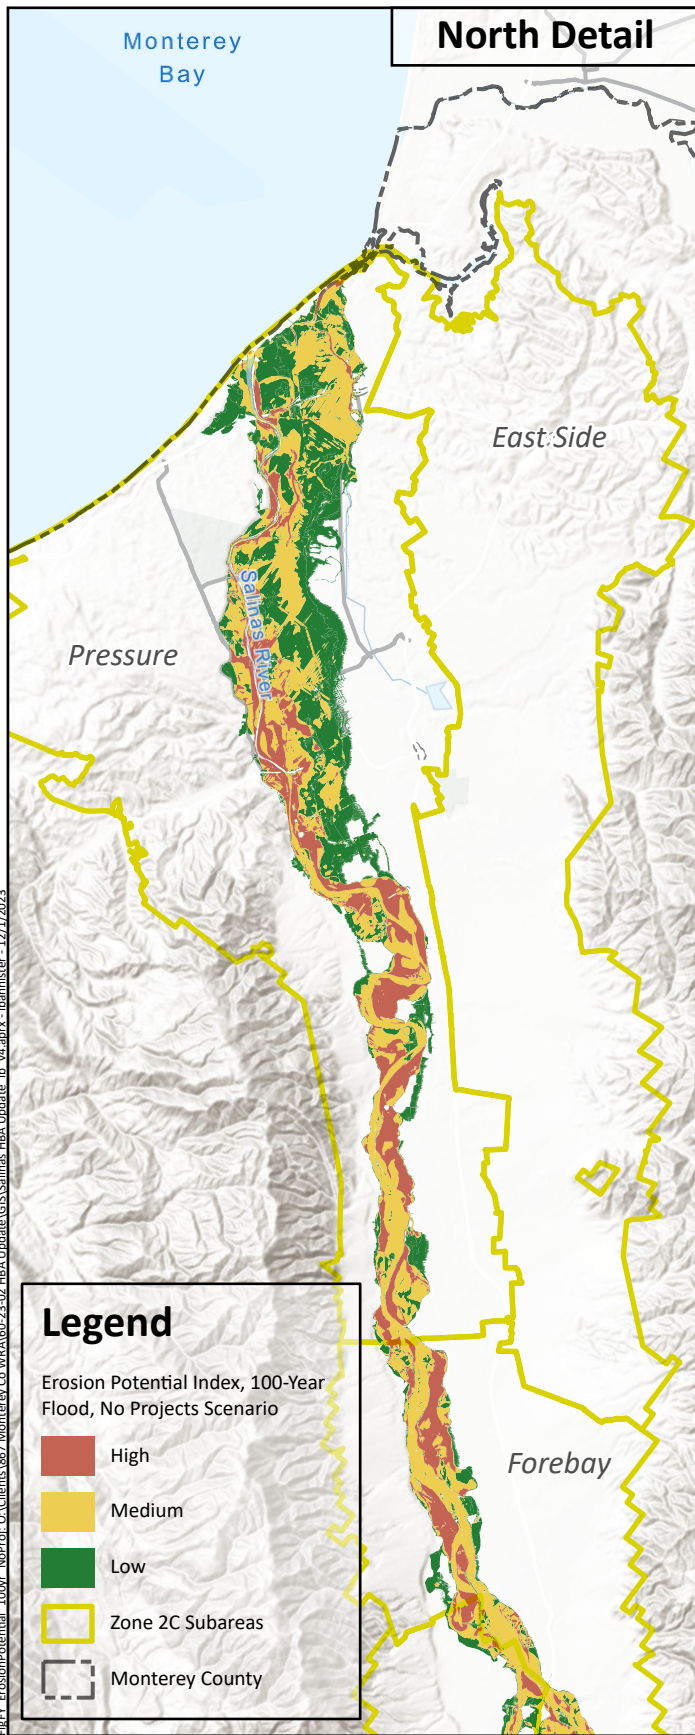 North Detail
Monterey
Bay
East Side
Salinas River
Pressure
Legend
Erosion Potential Index, 100-Year
Flood, No Projects Scenario
High
Medium
Low
Zone 2C Subareas
Monterey County
Forebay